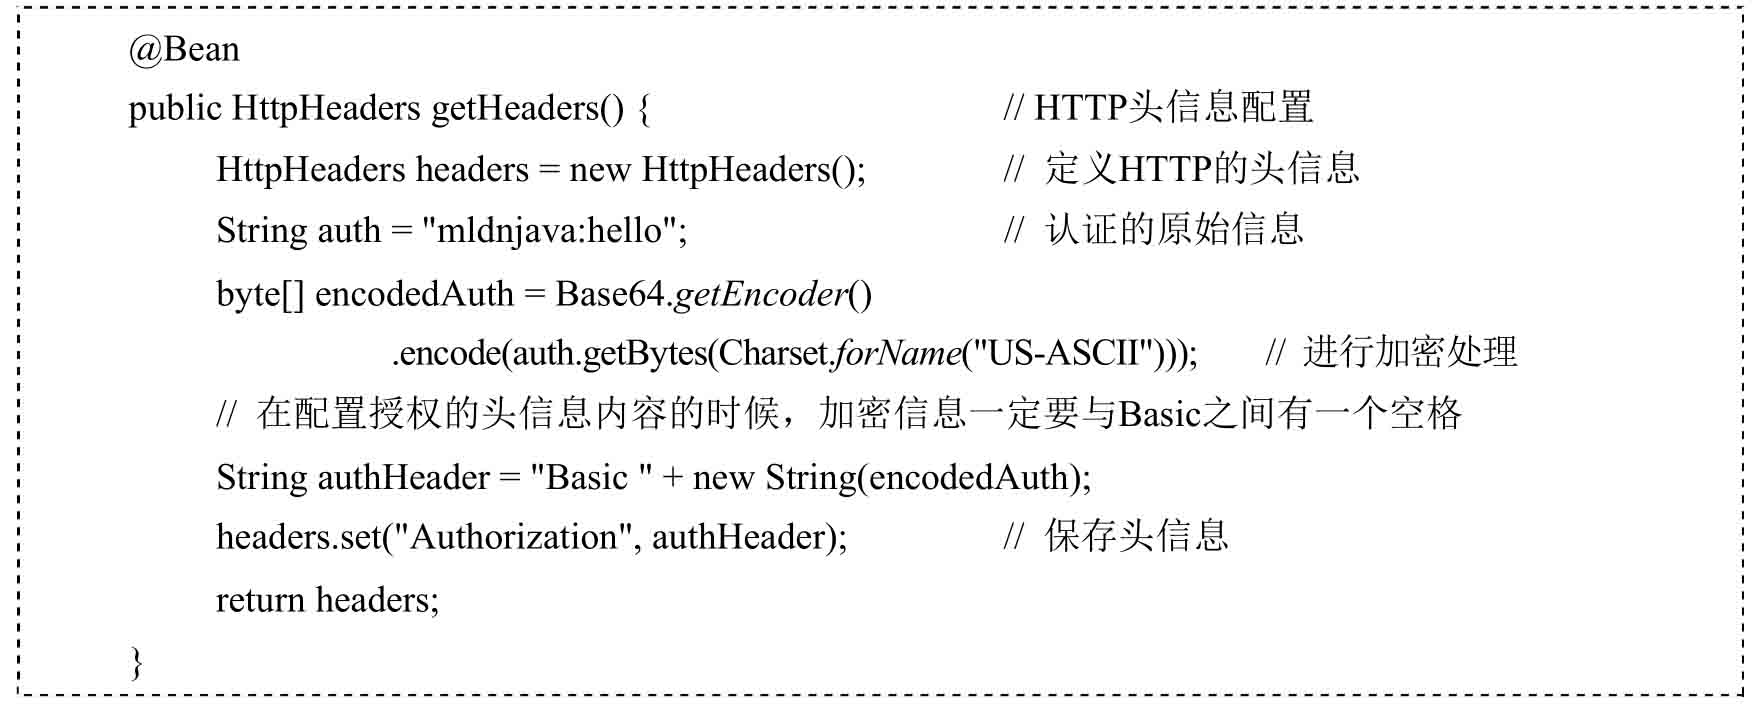 @Bean
public HttpHeaders getHeaders() { // HTTP头信息配置
HttpHeaders headers = new HttpHeaders(); // 定义HTTP的头信息
String auth = "mldnjava:hello"; // 认证的原始信息
byte[] encodedAuth = Base64.getEncoder()
.encode(auth.getBytes(Charset.forName("US-ASCII"))); // 进行加密处理
// 在配置授权的头信息内容的时候，加密信息一定要与Basic之间有一个空格
String authHeader = "Basic " + new String(encodedAuth);
headers.set("Authorization", authHeader); // 保存头信息
return headers;
}